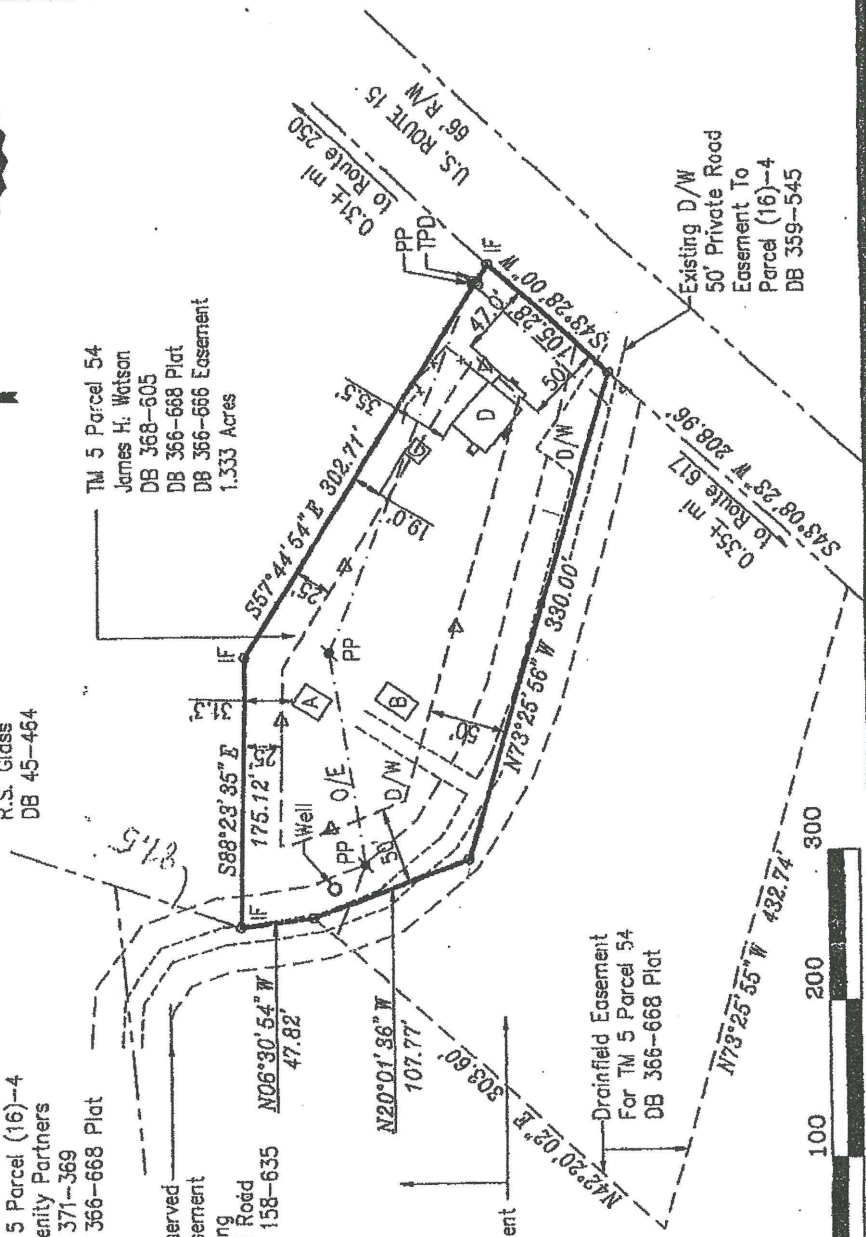 R.S. Glass
DB 45-464
5 Parcel (16)-4
enity Partners
371-369
366-668 Plat
TM 5 Parcel 54
James H. Watson
DB 368-605
DB 366-668 Plat
DB 366-666 Easement
1.333 Acres
0.31± mi
to Route 250
U.S. ROUTE 15
66' R/W
81.5
S88°23'35"E
175.12'
25'
31.3'
IF
IF
S57°44'54"E 302.71'
25'
19.0'
35.5'
PP
TPD
IF
47.0'
50'
S43°28'00"W
105.28'
D
D/W
A
B
O/E
PP
PP
Well
D/W
50'
50'
erved
sement
ng
Road
158-635
N06°30'54"W
47.82'
N20°01'36"W
107.77'
N73°25'56"W 330.00'
Existing D/W
50' Private Road
Easement To
Parcel (16)-4
DB 359-545
S43°08'23"W 208.96'
0.35± mi
to Route 617
ent
N42°20'02"E 303.60'
Drainfield Easement
For TM 5 Parcel 54
DB 366-668 Plat
N73°25'55"W 432.74'
100
200
300